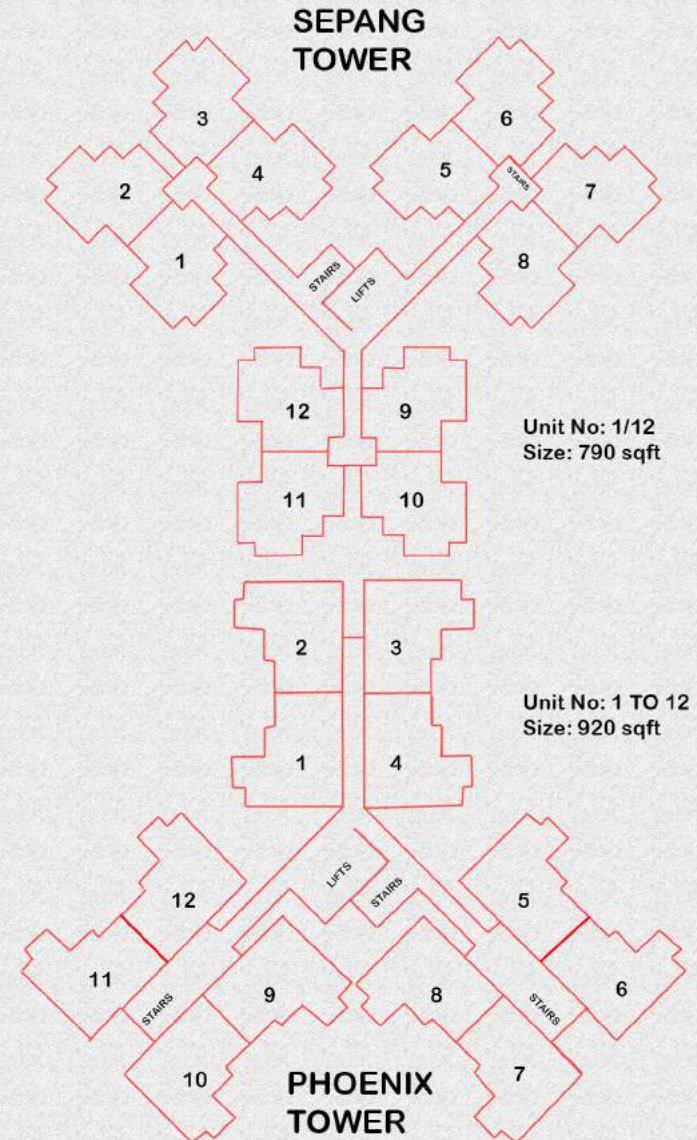 SEPANG
TOWER
3
6
4
5
2
STAIRS
7
1
8
STAIRS
LIFTS
12
9
Unit No: 1/12
Size: 790 sqft
11
10
2
3
Unit No: 1 TO 12
Size: 920 sqft
1
4
LIFTS
STAIRS
12
5
11
9
8
6
STAIRS
STAIRS
10
7
PHOENIX
TOWER